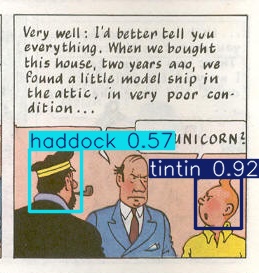 Very well: I'd better tell you
everything. When we bought
this house, two years ago, we
found a little model ship in
the attic, in very poor con-
dition...
UNICORN?
haddock 0.57
tintin 0.92